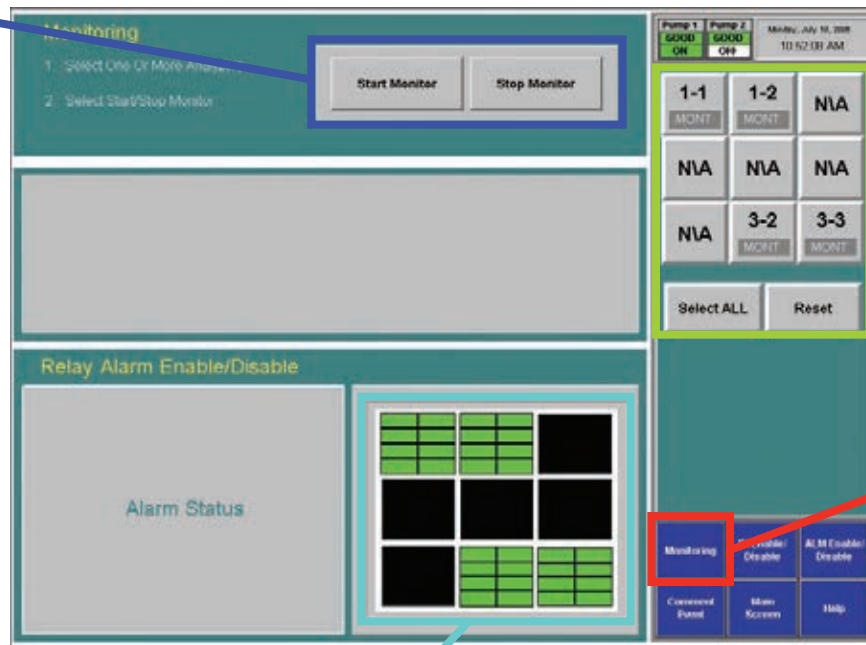 Monitoring
1. Select One Or More
2. Select Start/Stop Monitor
Start Monitor
Stop Monitor
Relay Alarm Enable/Disable
Alarm Status
Pump 1
GOOD
ON
Pump 2
GOOD
OFF
10:52:08 AM
1-1
MONT
1-2
MONT
N\A
N\A
N\A
N\A
N\A
3-2
MONT
3-3
MONT
Select ALL
Reset
Monitoring
Disable
ALM Enable/
Disable
Comment
Event
Main
Screen
Help